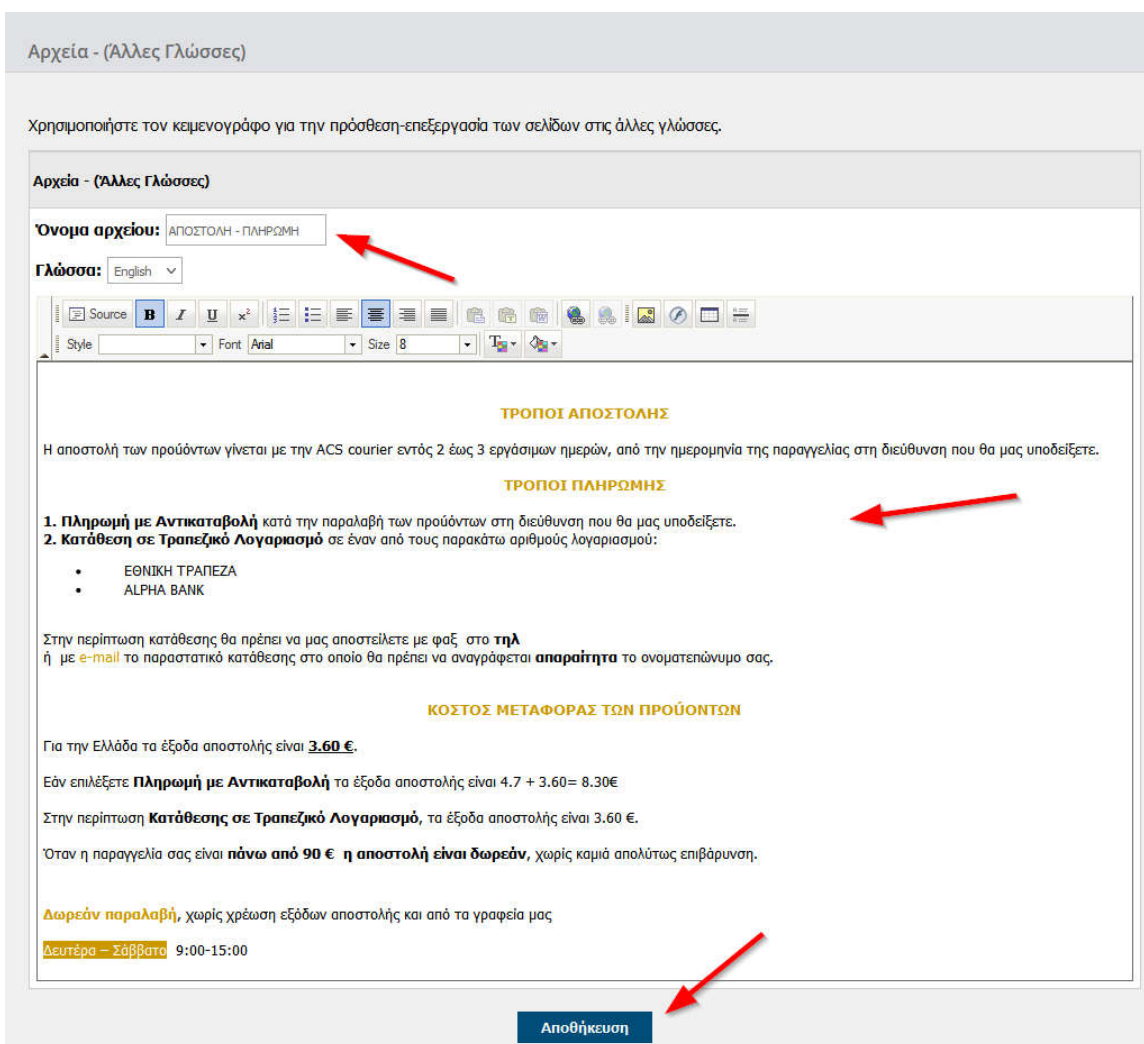 Αρχεία - (Άλλες Γλώσσες)
Χρησιμοποιήστε τον κειμενογράφο για την πρόσθεση-επεξεργασία των σελίδων στις άλλες γλώσσες.
Αρχεία - (Άλλες Γλώσσες)
Όνομα αρχείου: ΑΠΟΣΤΟΛΗ - ΠΛΗΡΩΜΗ
Γλώσσα: English
Source B I U x²
Style Font Arial Size 8
ΤΡΟΠΟΙ ΑΠΟΣΤΟΛΗΣ
Η αποστολή των προύόντων γίνεται με την ACS courier εντός 2 έως 3 εργάσιμων ημερών, από την ημερομηνία της παραγγελίας στη διεύθυνση που θα μας υποδείξετε.
ΤΡΟΠΟΙ ΠΛΗΡΩΜΗΣ
1. Πληρωμή με Αντικαταβολή κατά την παραλαβή των προύόντων στη διεύθυνση που θα μας υποδείξετε.
2. Κατάθεση σε Τραπεζικό Λογαριασμό σε έναν από τους παρακάτω αριθμούς λογαριασμού:
• ΕΘΝΙΚΗ ΤΡΑΠΕΖΑ
• ALPHA BANK
Στην περίπτωση κατάθεσης θα πρέπει να μας αποστείλετε με φαξ στο τηλ
ή με e-mail το παραστατικό κατάθεσης στο οποίο θα πρέπει να αναγράφεται απαραίτητα το ονοματεπώνυμο σας.
ΚΟΣΤΟΣ ΜΕΤΑΦΟΡΑΣ ΤΩΝ ΠΡΟΎΟΝΤΩΝ
Για την Ελλάδα τα έξοδα αποστολής είναι 3.60 €.
Εάν επιλέξετε Πληρωμή με Αντικαταβολή τα έξοδα αποστολής είναι 4.7 + 3.60= 8.30€
Στην περίπτωση Κατάθεσης σε Τραπεζικό Λογαριασμό, τα έξοδα αποστολής είναι 3.60 €.
Όταν η παραγγελία σας είναι πάνω από 90 € η αποστολή είναι δωρεάν, χωρίς καμιά απολύτως επιβάρυνση.
Δωρεάν παραλαβή, χωρίς χρέωση εξόδων αποστολής και από τα γραφεία μας
Δευτέρα – Σάββατο 9:00-15:00
Αποθήκευση